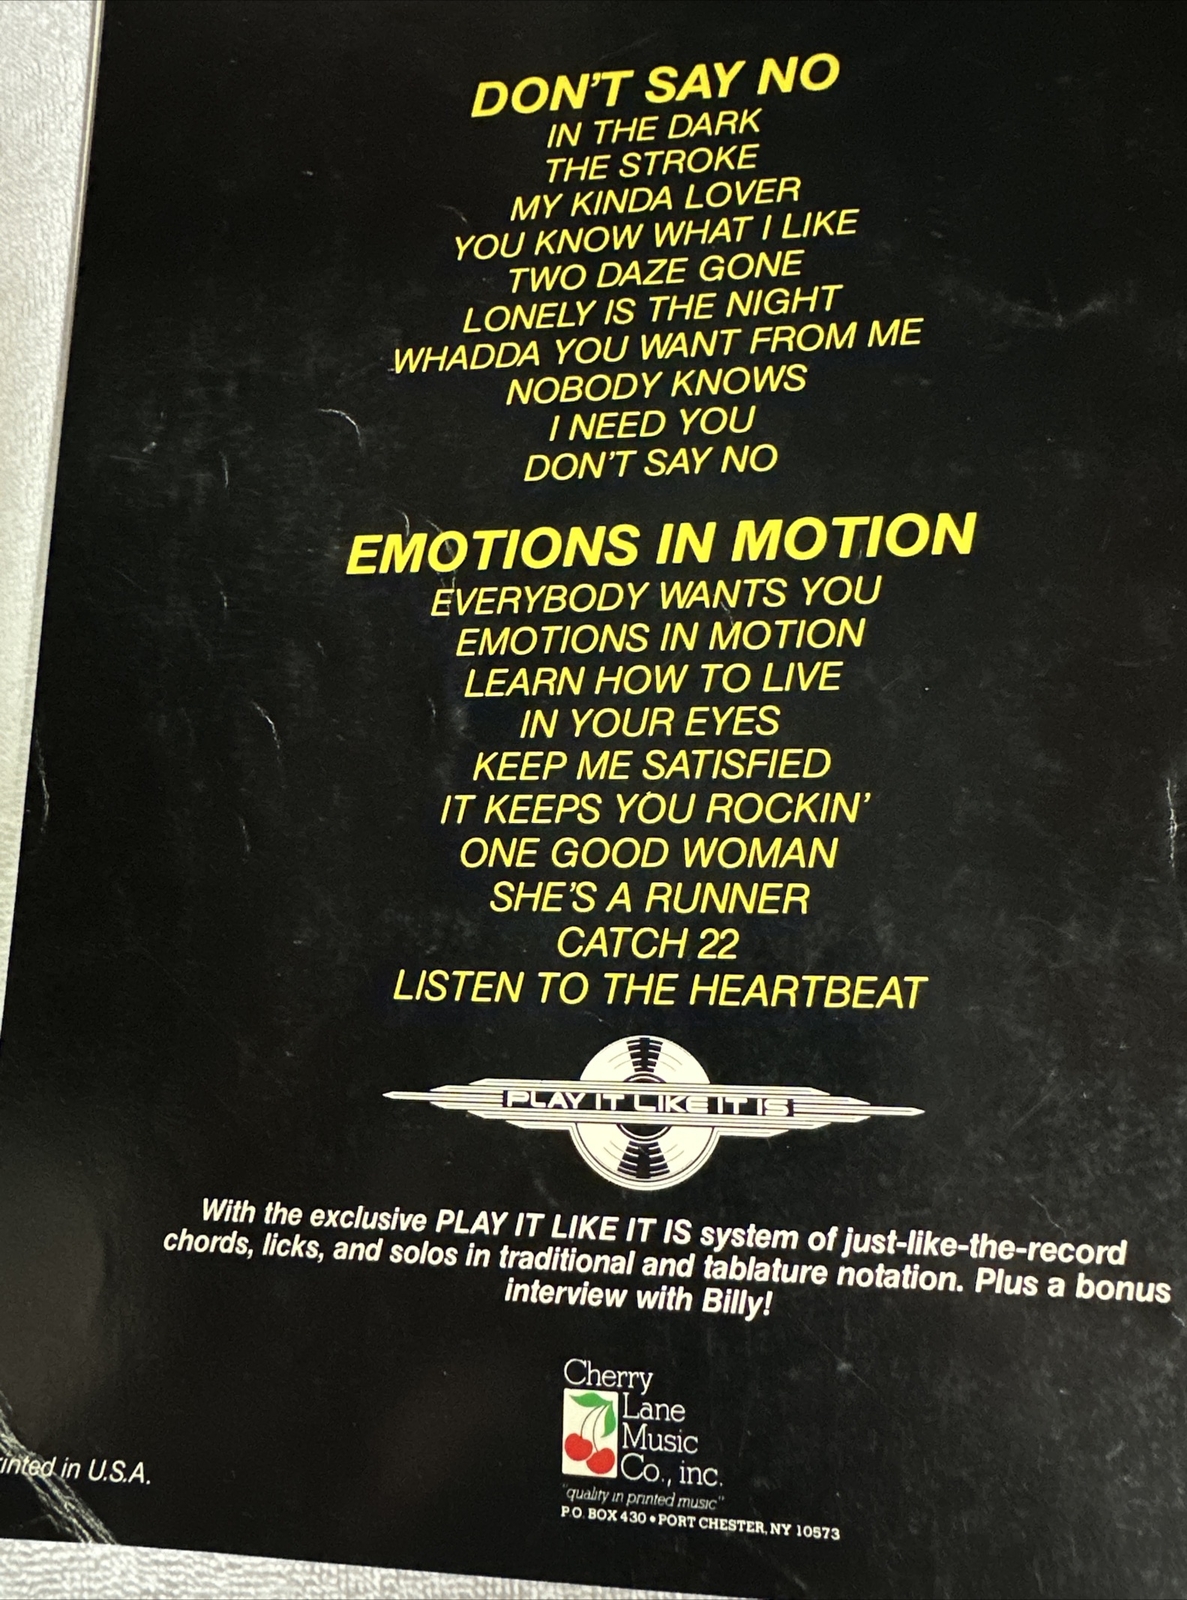 DON'T SAY NO
IN THE DARK
THE STROKE
MY KINDA LOVER
YOU KNOW WHAT I LIKE
TWO DAZE GONE
LONELY IS THE NIGHT
WHADDA YOU WANT FROM ME
NOBODY KNOWS
I NEED YOU
DON'T SAY NO
EMOTIONS IN MOTION
EVERYBODY WANTS YOU
EMOTIONS IN MOTION
LEARN HOW TO LIVE
IN YOUR EYES
KEEP ME SATISFIED
IT KEEPS YOU ROCKIN'
ONE GOOD WOMAN
SHE'S A RUNNER
CATCH 22
LISTEN TO THE HEARTBEAT
PLAY IT LIKE IT IS
With the exclusive PLAY IT LIKE IT IS system of just-like-the-record
chords, licks, and solos in traditional and tablature notation. Plus a bonus
interview with Billy!
Cherry
Lane
Music
Co., inc.
"quality in printed music"
P.O. BOX 430 • PORT CHESTER, NY 10573
inted in U.S.A.